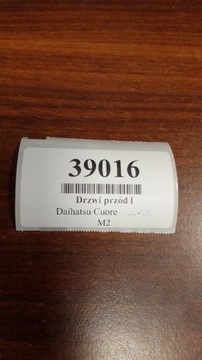 39016
Drzwi przód l
Daihatsu Cuore ...-...
M2